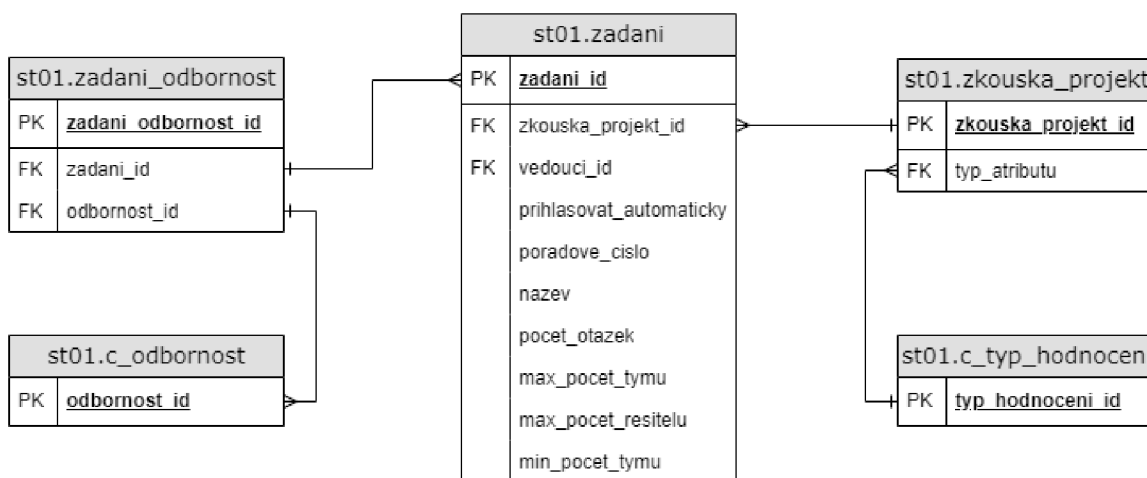 st01.zadani_odbornost
PK zadani_odbornost_id
FK zadani_id
FK odbornost_id
st01.c_odbornost
PK odbornost_id
st01.zadani
PK zadani_id
FK zkouska_projekt_id
FK vedouci_id
prihlasovat_automaticky
poradove_cislo
nazev
pocet_otazek
max_pocet_tymu
max_pocet_resitelu
min_pocet_tymu
st01.zkouska_projekt
PK zkouska_projekt_id
FK typ_atributu
st01.c_typ_hodnocen
PK typ_hodnoceni_id